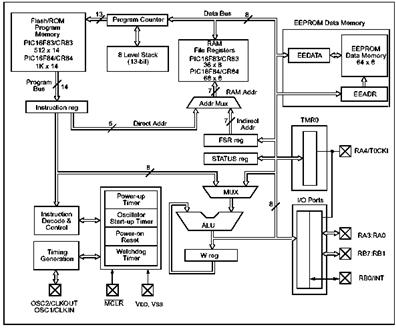 Flash/ROM
Program
Memory
PIC16F83/CR83
512 x 14
PIC16F84/CR84
1K x 14
13
Program Counter
8 Level Stack
(13-bit)
Data Bus
8
RAM
File Registers
PIC16F83/CR83
36 x 8
PIC16F84/CR84
68 x 8
EEPROM Data Memory
EEDATA
EEPROM
Data Memory
64 x 8
EEADR
Program
Bus
14
Instruction reg
7
RAM Addr
Addr Mux
5
Direct Addr
7
Indirect
Addr
FSR reg
STATUS reg
TMR0
RA4/T0CKI
8
MUX
8
I/O Ports
Power-up
Timer
Instruction
Decode &
Control
Oscillator
Start-up Timer
Power-on
Reset
Watchdog
Timer
ALU
W reg
RA3:RA0
RB7:RB1
RB0/INT
Timing
Generation
OSC2/CLKOUT
OSC1/CLKIN
MCLR
VDD, VSS